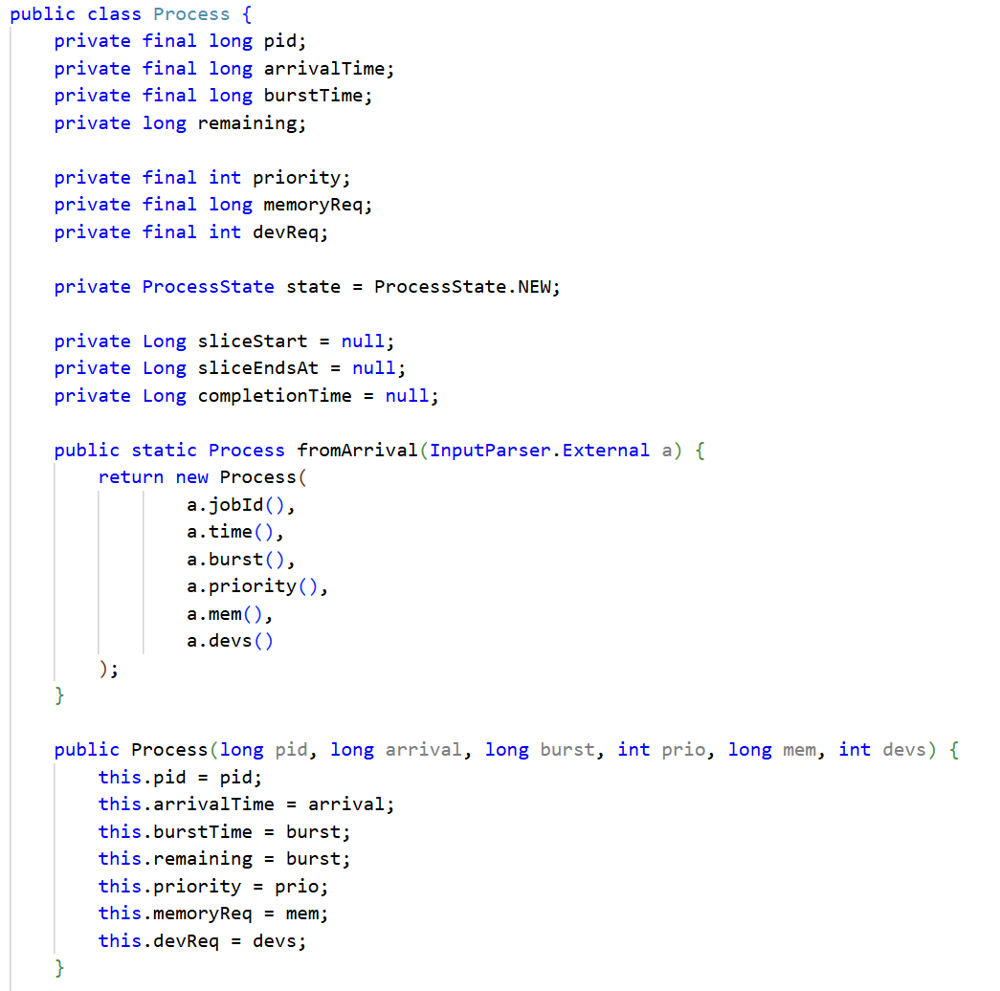 public class Process {
    private final long pid;
    private final long arrivalTime;
    private final long burstTime;
    private long remaining;

    private final int priority;
    private final long memoryReq;
    private final int devReq;

    private ProcessState state = ProcessState.NEW;

    private Long sliceStart = null;
    private Long sliceEndsAt = null;
    private Long completionTime = null;

    public static Process fromArrival(InputParser.External a) {
        return new Process(
                a.jobId(),
                a.time(),
                a.burst(),
                a.priority(),
                a.mem(),
                a.devs()
        );
    }

    public Process(long pid, long arrival, long burst, int prio, long mem, int devs) {
        this.pid = pid;
        this.arrivalTime = arrival;
        this.burstTime = burst;
        this.remaining = burst;
        this.priority = prio;
        this.memoryReq = mem;
        this.devReq = devs;
    }